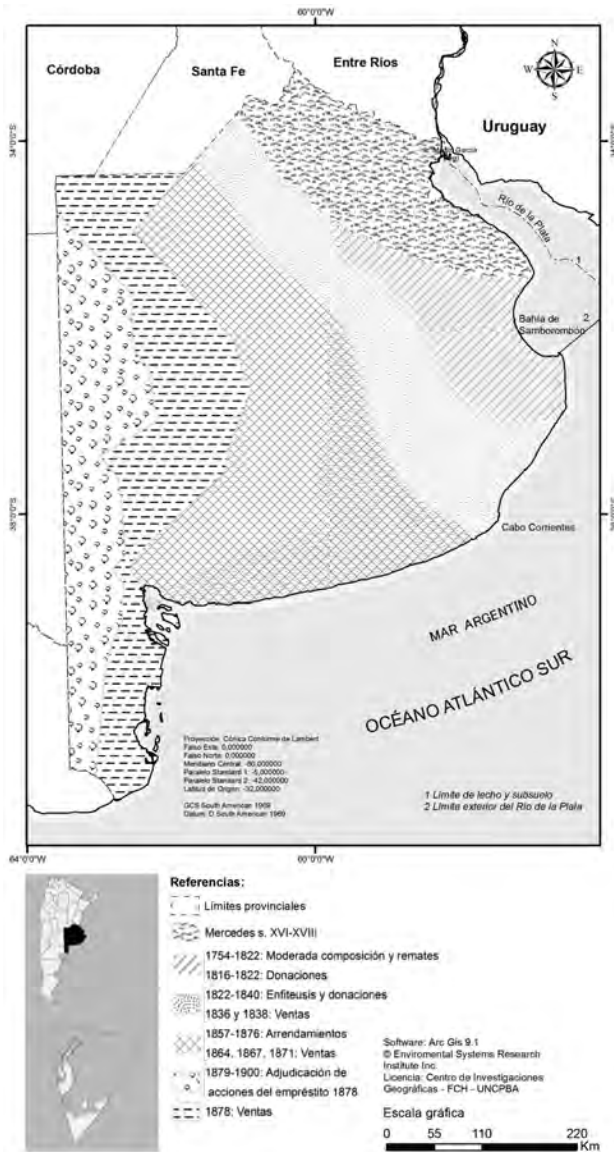 60°0'0"W
Córdoba
Santa Fe
Entre Ríos
N
W E
S
Uruguay
34°0'0"S
34°0'0"S
García
Río de la Plata
1
Bahía de
Samborombón
2
38°0'0"S
Cabo Corrientes
MAR ARGENTINO
OCÉANO ATLÁNTICO SUR
Proyección: Cónica Conforme de Lambert
Falso Este: 0,000000
Falso Norte: 0,000000
Meridiano Central: -60,000000
Paralelo Standard 1: -5,000000
Paralelo Standard 2: -42,000000
Latitud de Origen: -32,000000
GCS South American 1969
Datum: D South American 1969
1 Límite de lecho y subsuelo
2 Límite exterior del Río de la Plata
64°0'0"W
60°0'0"W
Referencias:
Límites provinciales
Mercedes s. XVI-XVIII
1754-1822: Moderada composición y remates
1816-1822: Donaciones
1822-1840: Enfiteusis y donaciones
1836 y 1838: Ventas
1857-1876: Arrendamientos
1864, 1867, 1871: Ventas
1879-1900: Adjudicación de
acciones del empréstito 1878
1878: Ventas
Software: Arc Gis 9.1
© Enviromental Systems Research
Institute Inc
Licencia: Centro de Investigaciones
Geográficas - FCH - UNCPBA
Escala gráfica
0 55 110 220
Km